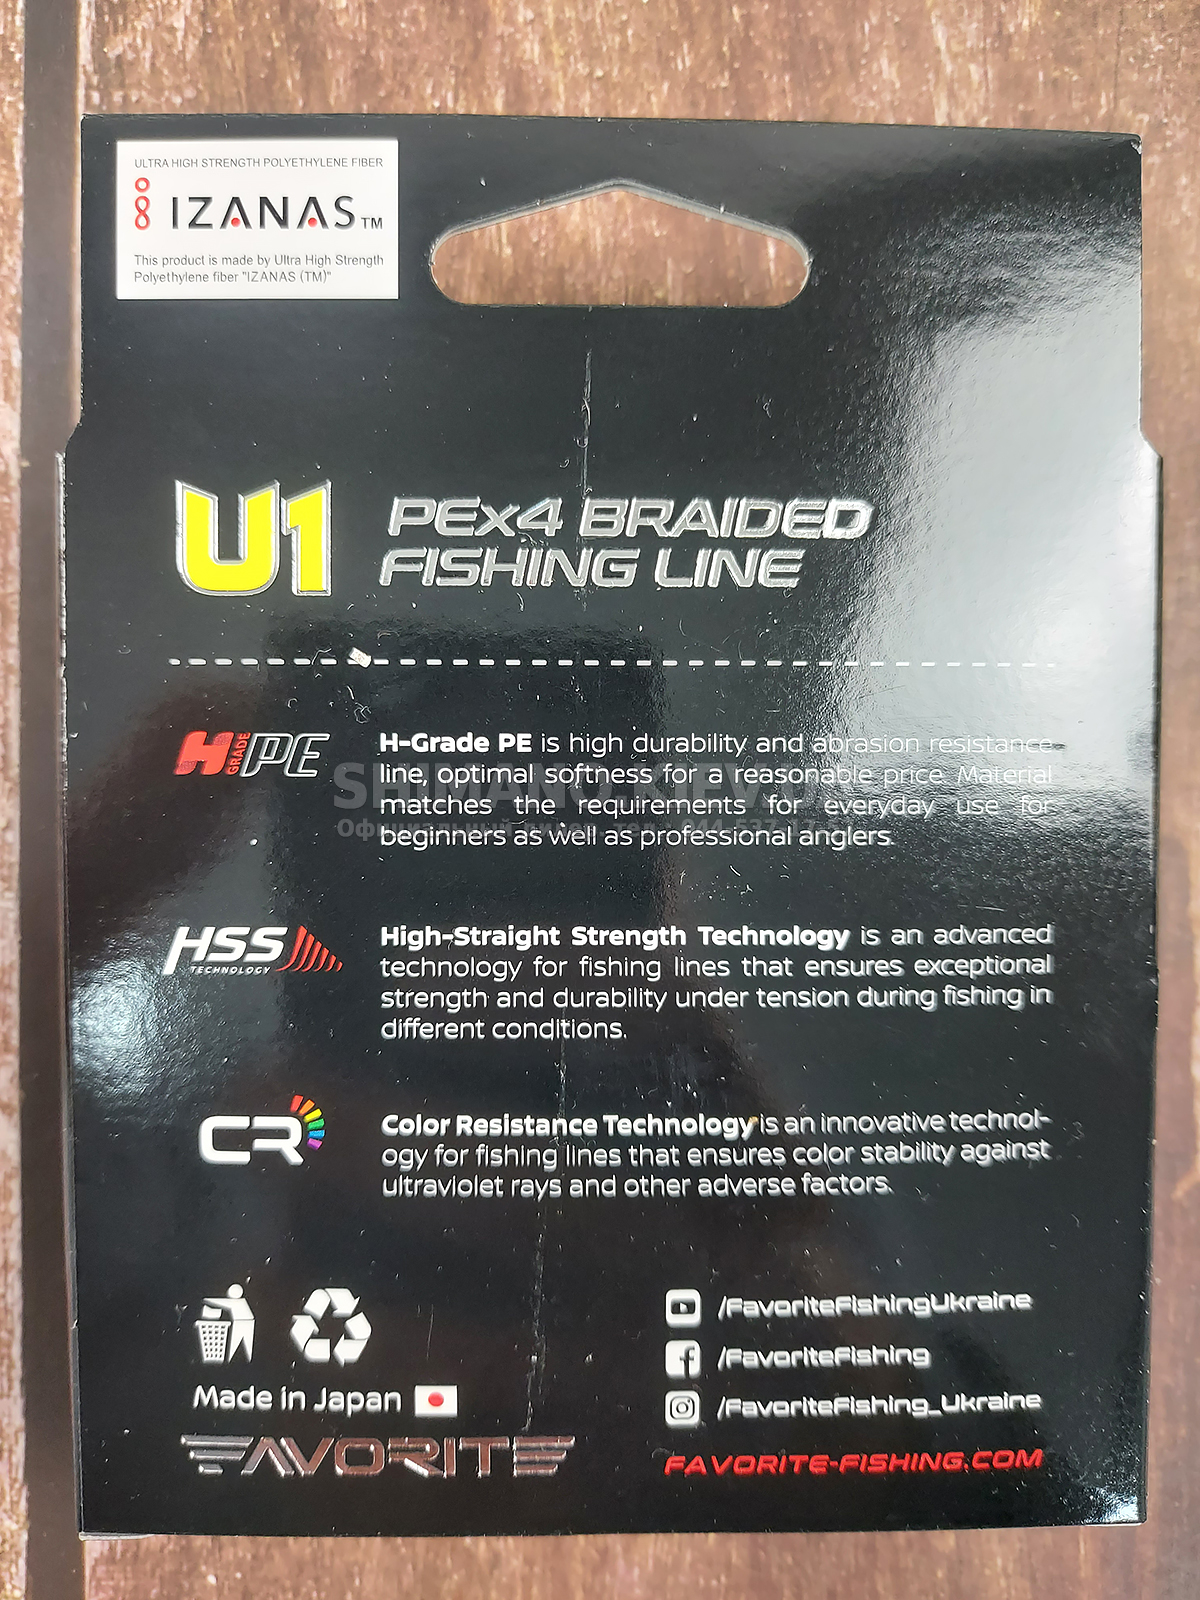 ULTRA HIGH STRENGTH POLYETHYLENE FIBER
IZANAS TM
This product is made by Ultra High Strength
Polyethylene fiber "IZANAS (TM)"
U1
PEx4 BRAIDED
FISHING LINE
H GRADE PE
H-Grade PE is high durability and abrasion resistance
line, optimal softness for a reasonable price. Material
matches the requirements for everyday use for
beginners as well as professional anglers.
SHIMANO.KIEV.UA
Официальный дилер
HSS
TECHNOLOGY
High-Straight Strength Technology is an advanced
technology for fishing lines that ensures exceptional
strength and durability under tension during fishing in
different conditions.
CR
Color Resistance Technology is an innovative technol-
ogy for fishing lines that ensures color stability against
ultraviolet rays and other adverse factors.
/FavoriteFishingUkraine
/FavoriteFishing
/FavoriteFishing_Ukraine
Made in Japan
FAVORITE
FAVORITE-FISHING.COM